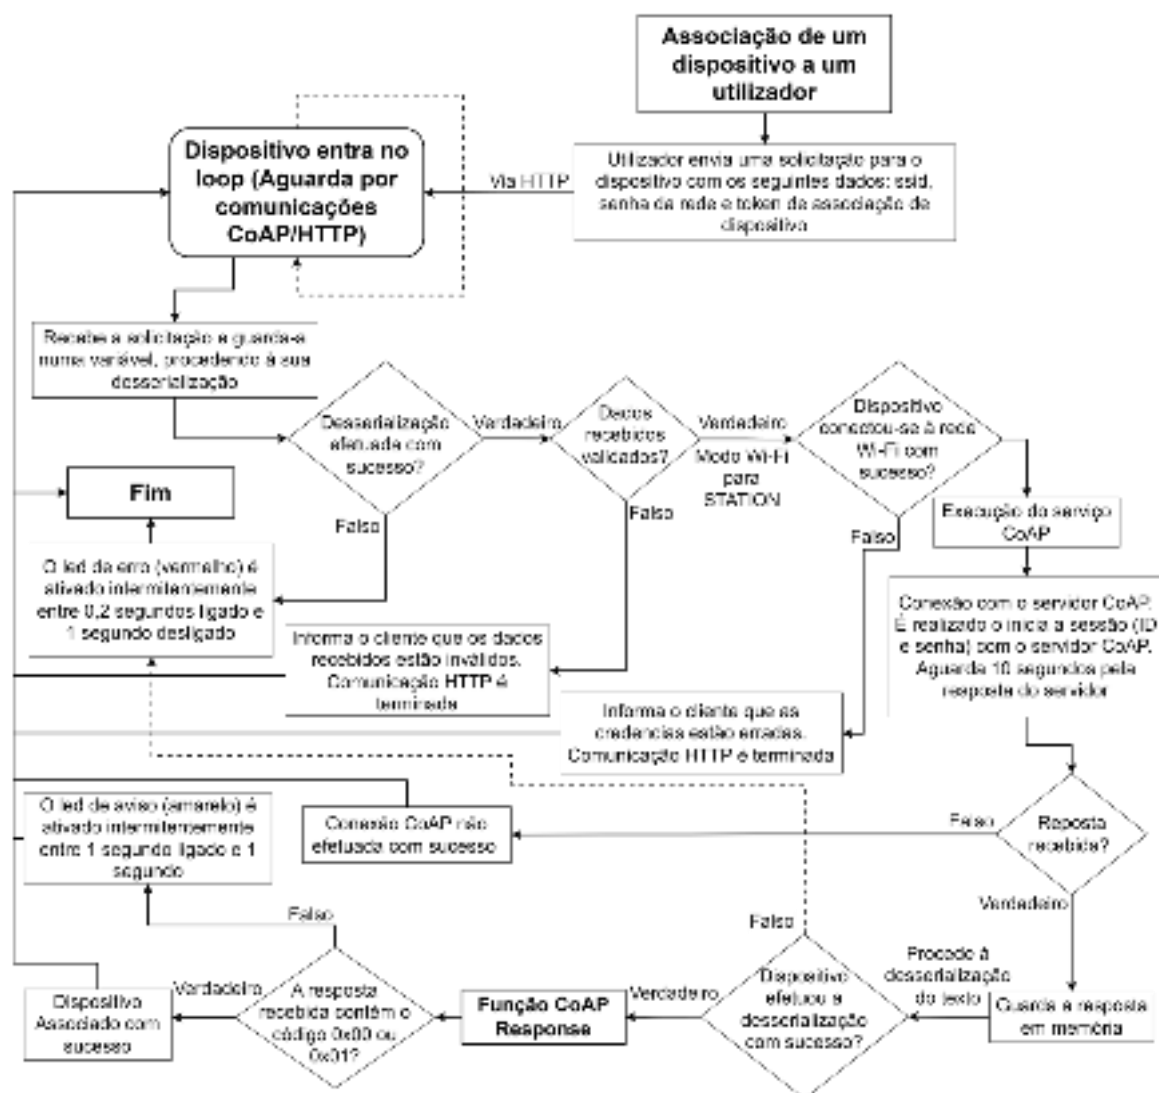 Associação de um
dispositivo a um
utilizador
Dispositivo entra no
loop (Aguarda por
comunicações
CoAP/HTTP)
Via HTTP
Utilizador envia uma solicitação para o
dispositivo com os seguintes dados: ssid,
senha da rede e token de associação de
dispositivo
Recebe a solicitação e guarda-a
numa variável, procedendo à sua
desserialização
Desserialização
efetuada com
sucesso?
Verdadeiro
Dados
recebidos
validados?
Verdadeiro
Modo Wi-Fi
para
STATION
Dispositivo
conectou-se à rede
Wi-Fi com
sucesso?
Fim
Falso
Falso
Falso
Execução do serviço
CoAP
O led de erro (vermelho) é
ativado intermitentemente
entre 0,2 segundos ligado e
1 segundo desligado
Conexão com o servidor CoAP.
É realizado o inicia a sessão (ID
e senha) com o servidor CoAP.
Aguarda 10 segundos pela
resposta do servidor
Informa o cliente que os dados
recebidos estão inválidos.
Comunicação HTTP é
terminada
Informa o cliente que as
credencias estão erradas.
Comunicação HTTP é terminada
O led de aviso (amarelo) é
ativado intermitentemente
entre 1 segundo ligado e 1
segundo
Conexão CoAP não
efetuada com sucesso
Falso
Reposta
recebida?
Verdadeiro
Falso
Falso
Procede à
desserialização
do texto
Guarda a resposta
em memória
Dispositivo
efetuou a
desserialização
com sucesso?
Verdadeiro
Função CoAP
Response
A resposta
recebida contém o
código 0x00 ou
0x01?
Verdadeiro
Dispositivo
Associado com
sucesso